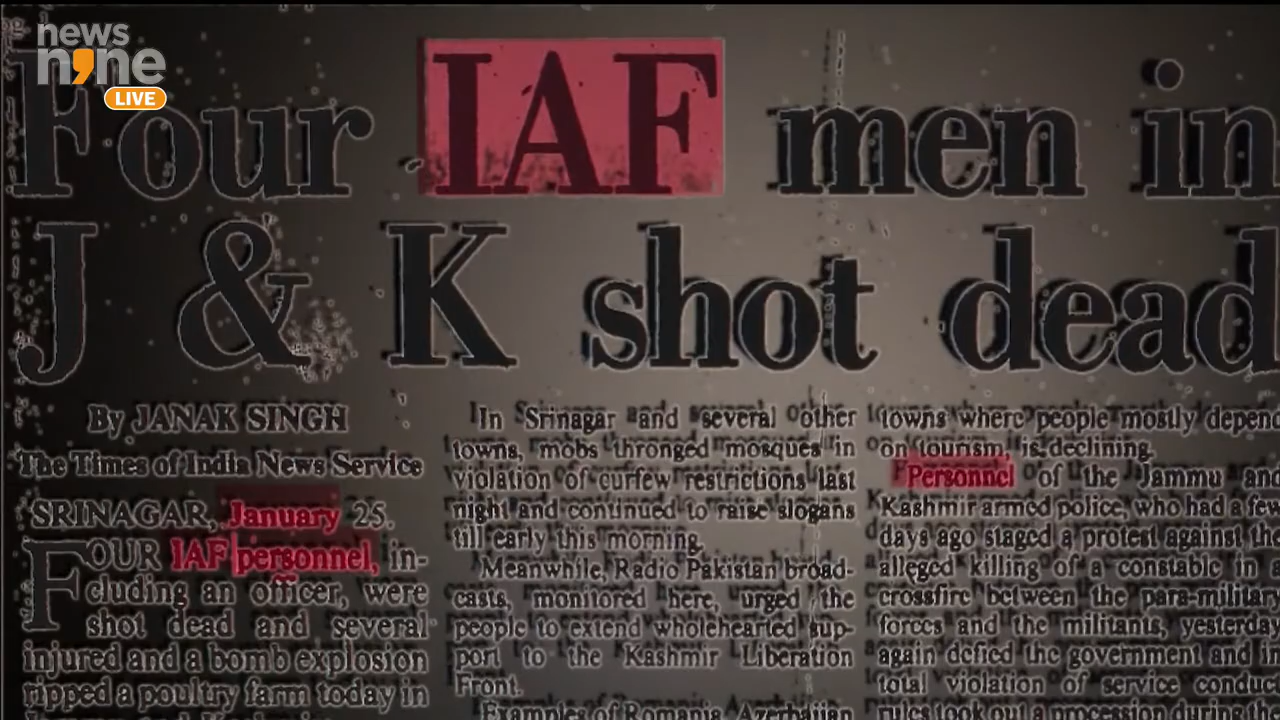 news
nine
LIVE
Four IAF men in
J & K shot dead
By JANAK SINGH
The Times of India News Service
SRINAGAR, January 25.
FOUR IAF personnel, in-
cluding an officer, were
shot dead and several
injured and a bomb explosion
ripped a poultry farm today in
In Srinagar and several other
towns, mobs thronged mosques in
violation of curfew restrictions last
night and continued to raise slogans
till early this morning.
Meanwhile, Radio Pakistan broad-
casts, monitored here, urged the
people to extend wholehearted sup-
port to the Kashmir Liberation
Front.
Examples of Romania, Azerbaijan
towns where people mostly depend
on tourism, is declining.
Personnel of the Jammu and
Kashmir armed police, who had a few
days ago staged a protest against the
alleged killing of a constable in a
crossfire between the para-military
forces and the militants, yesterday
again defied the government and in
total violation of service conduct
rules took out a procession during the